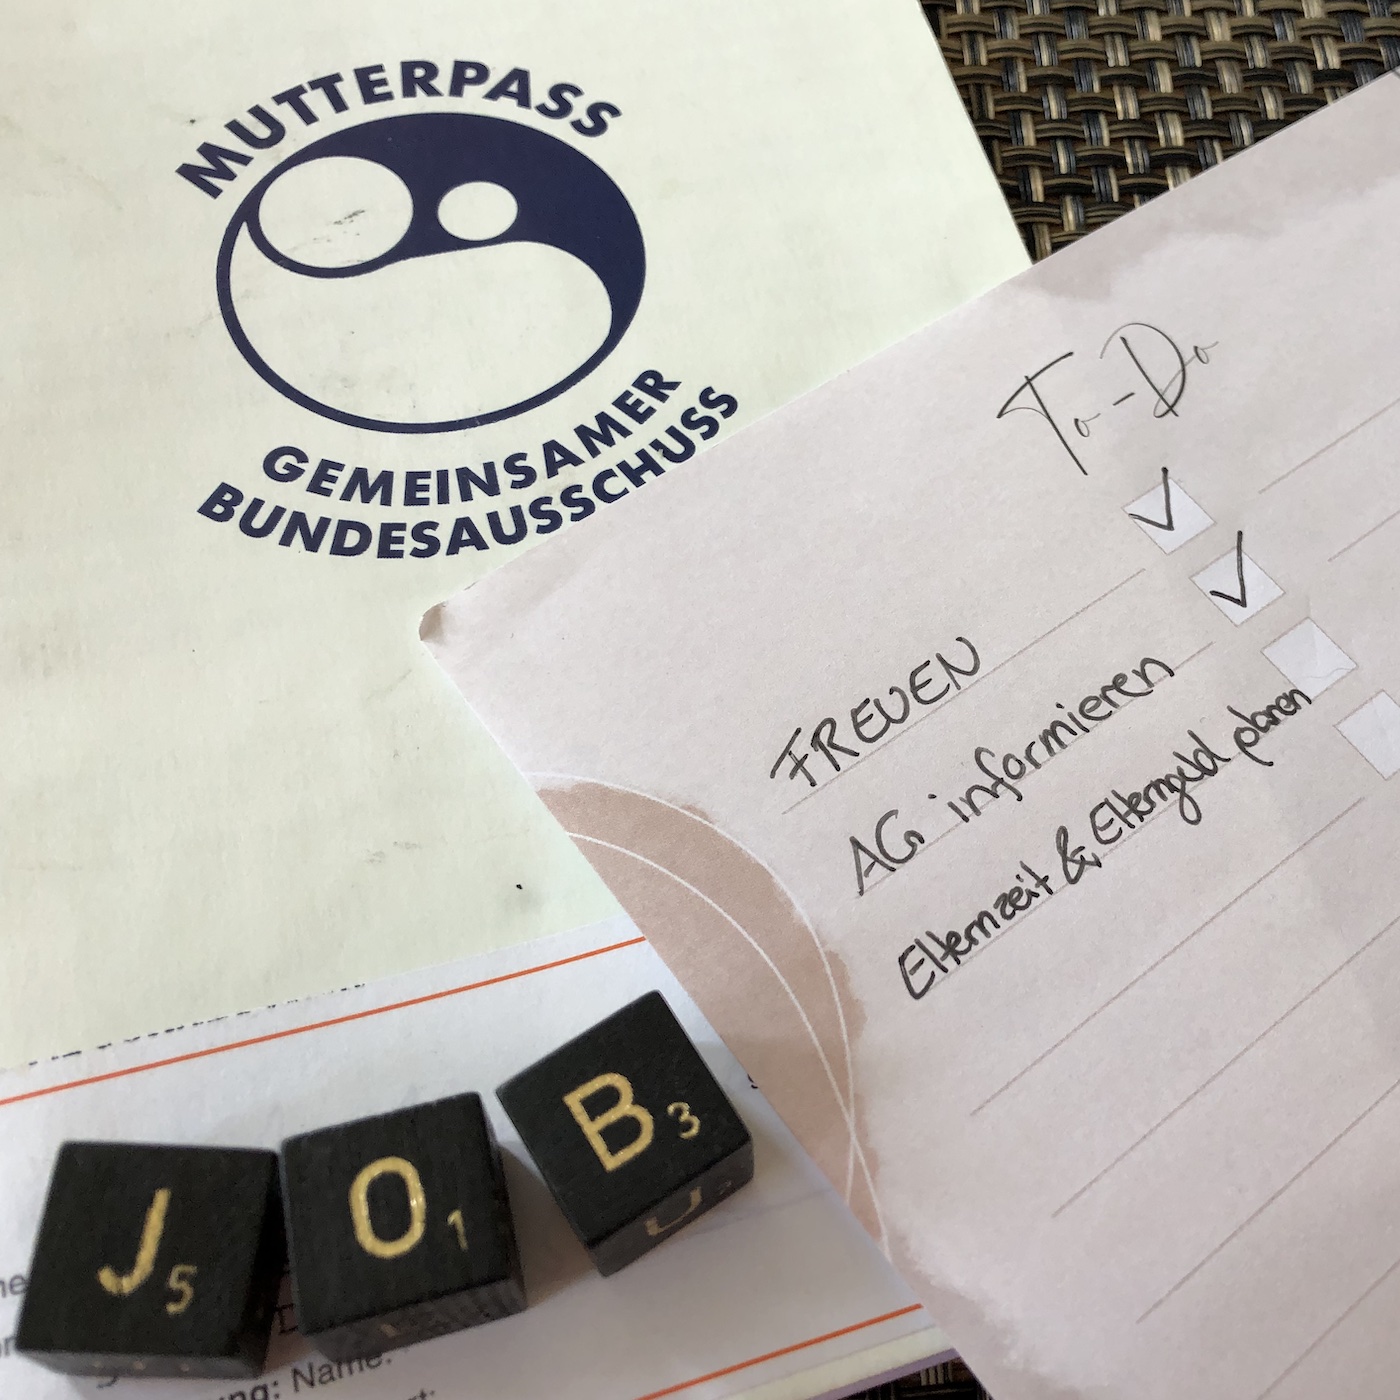 MUTTERPASS
GEMEINSAMER
BUNDESAUSSCHUSS
To-Do
FREUEN
AG informieren
Elternzeit & Elterngeld planen
J5 O1 B3
Name: